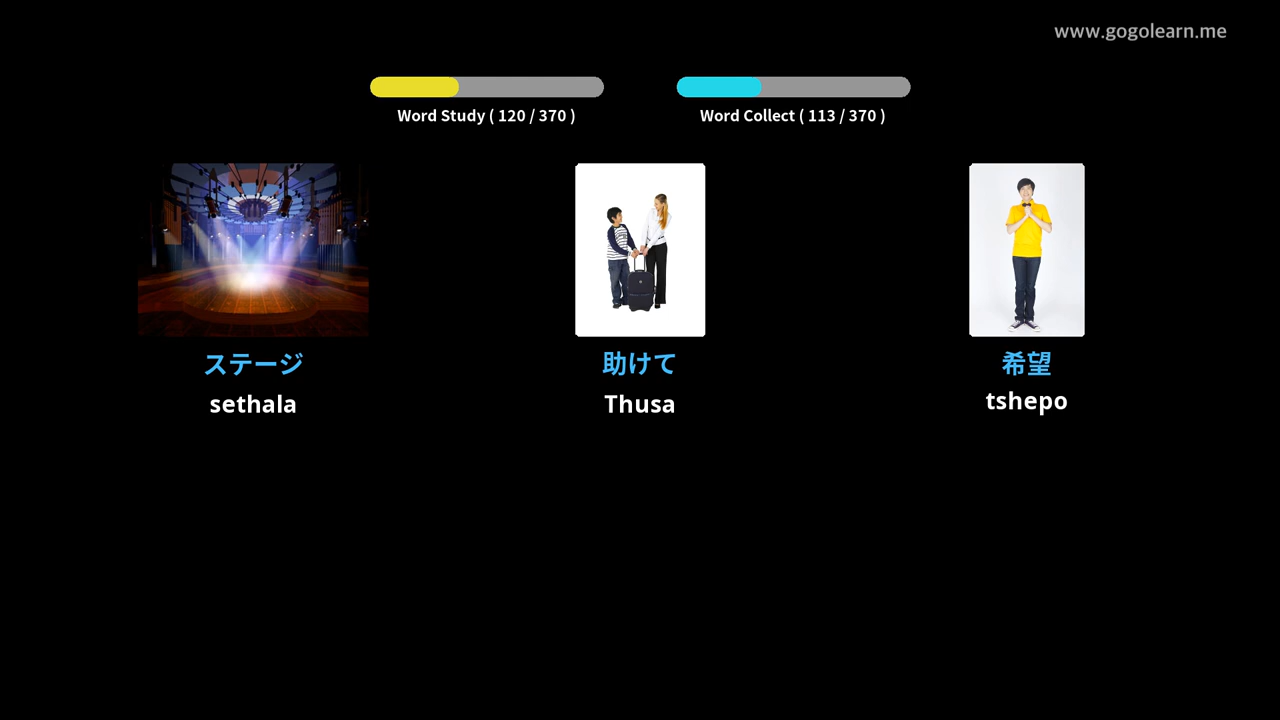 www.gogolearn.me
Word Study ( 120 / 370 )
Word Collect ( 113 / 370 )
ステージ
助けて
希望
sethala
Thusa
tshepo